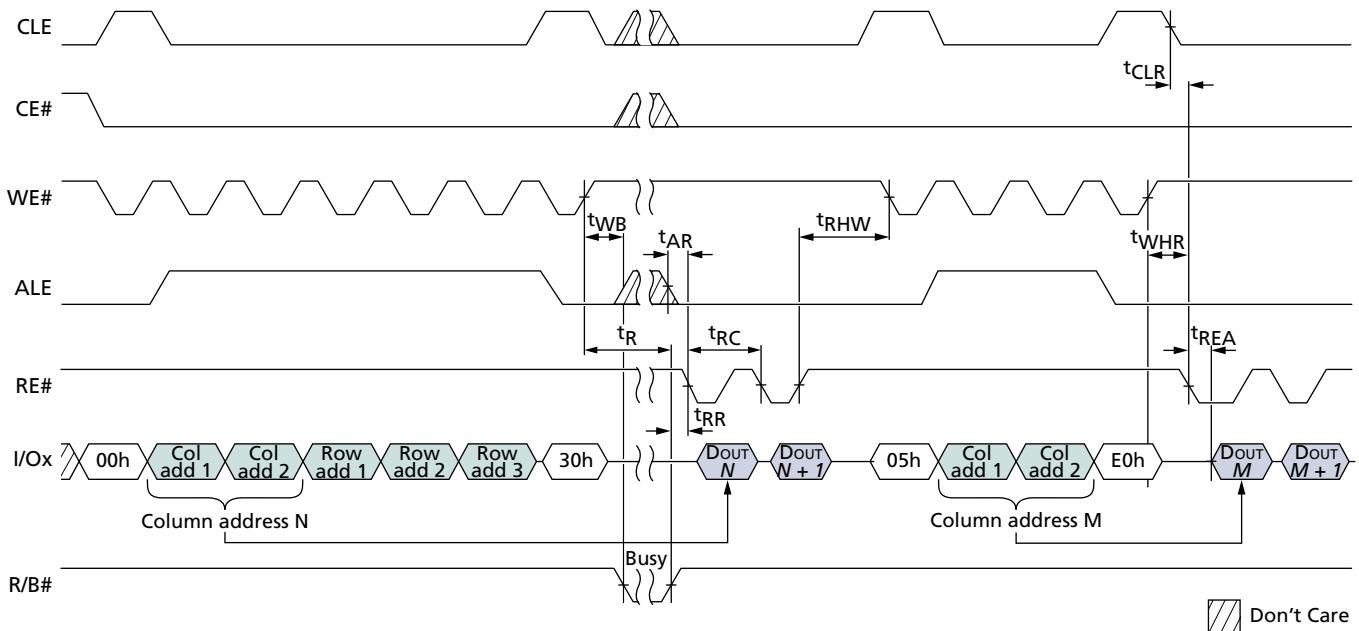 CLE
tCLR
CE#
WE#
tWB
tAR
tRHW
tWHR
ALE
tR
tRC
tREA
RE#
tRR
I/Ox
00h
Col add 1
Col add 2
Row add 1
Row add 2
Row add 3
30h
DOUT N
DOUT N + 1
05h
Col add 1
Col add 2
E0h
DOUT M
DOUT M + 1
Column address N
Column address M
Busy
R/B#
Don't Care